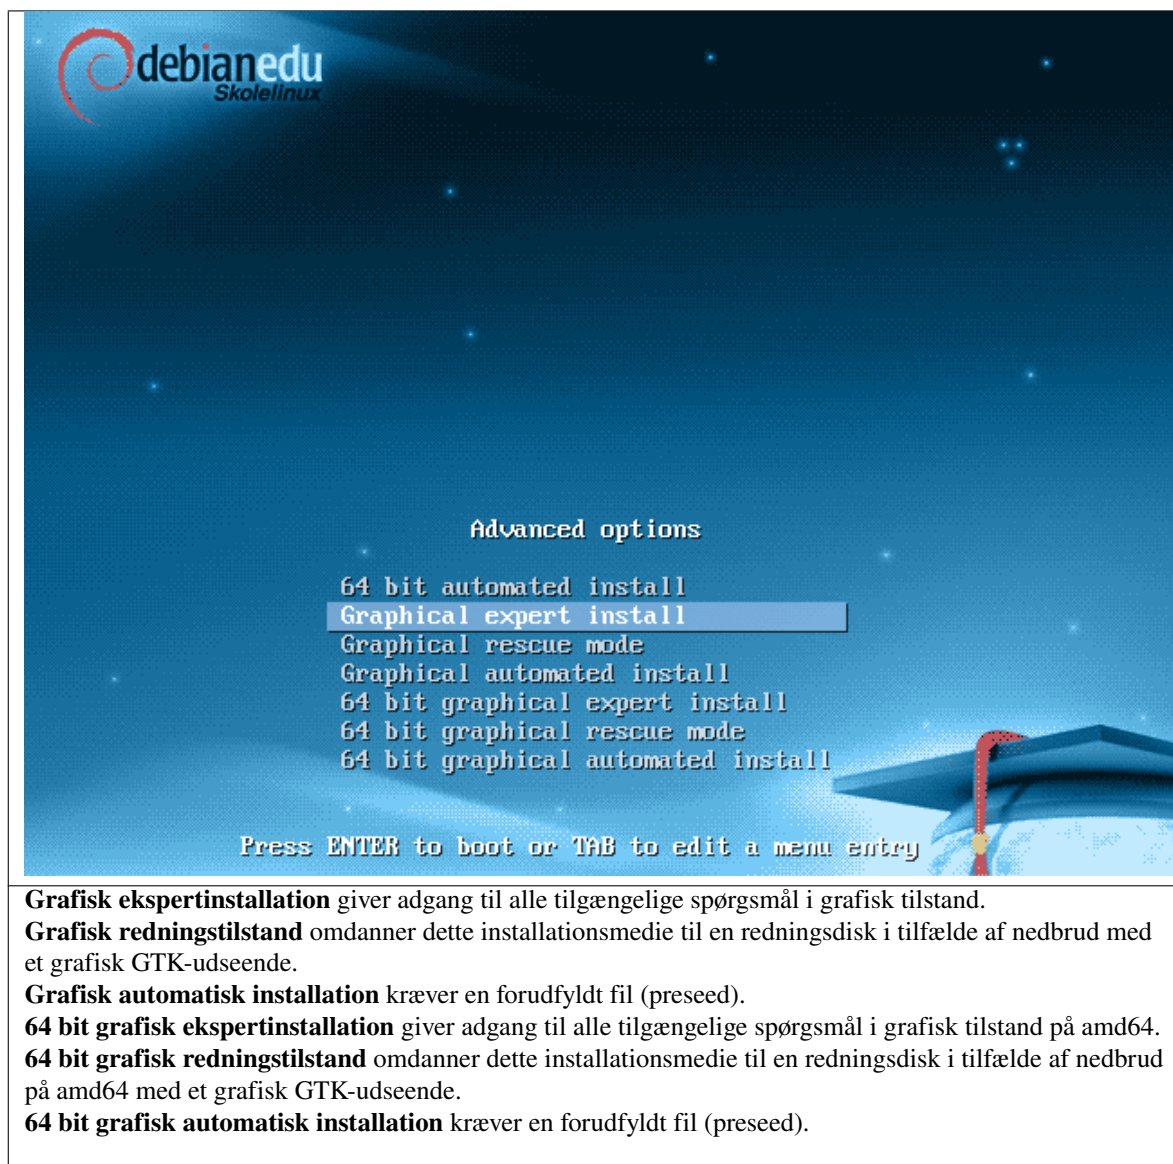 debianedu
Skolelinux
Advanced options
64 bit automated install
Graphical expert install
Graphical rescue mode
Graphical automated install
64 bit graphical expert install
64 bit graphical rescue mode
64 bit graphical automated install
Press ENTER to boot or TAB to edit a menu entry
Grafisk ekspertinstallation giver adgang til alle tilgængelige spørgsmål i grafisk tilstand.
Grafisk redningstilstand omdanner dette installationsmedie til en redningsdisk i tilfælde af nedbrud med
et grafisk GTK-udseende.
Grafisk automatisk installation kræver en forudfyldt fil (preseed).
64 bit grafisk ekspertinstallation giver adgang til alle tilgængelige spørgsmål i grafisk tilstand på amd64.
64 bit grafisk redningstilstand omdanner dette installationsmedie til en redningsdisk i tilfælde af nedbrud
på amd64 med et grafisk GTK-udseende.
64 bit grafisk automatisk installation kræver en forudfyldt fil (preseed).